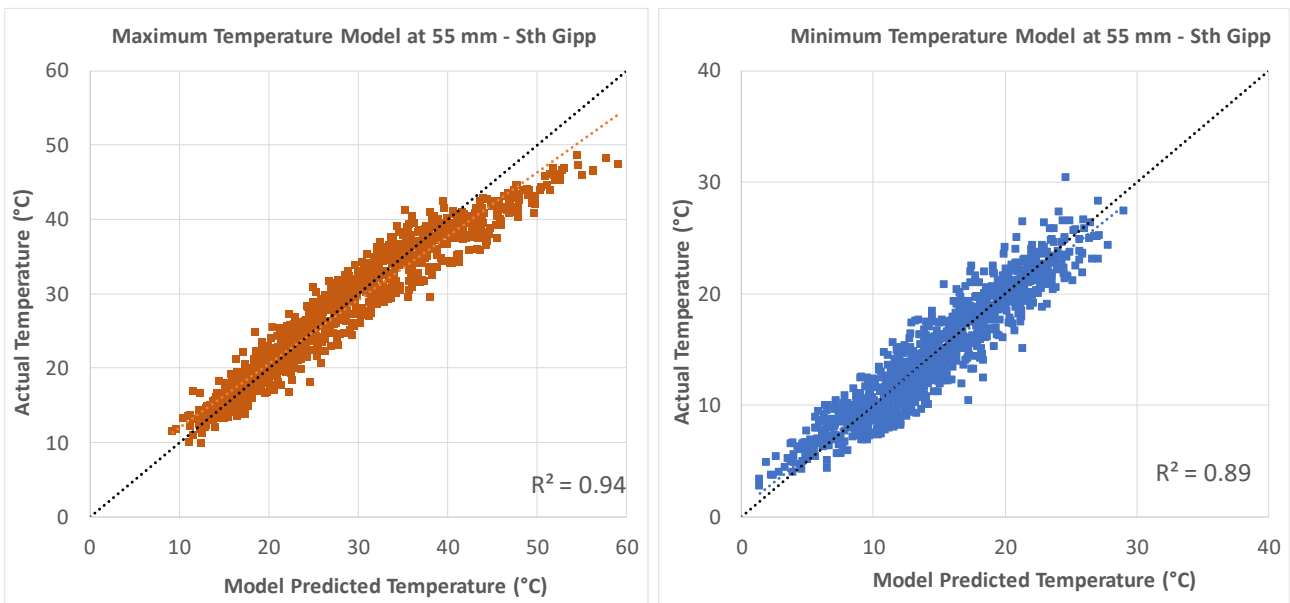 Maximum Temperature Model at 55 mm - Sth Gipp
60
50
40
30
20
10
0
Actual Temperature (°C)
R² = 0.94
0 10 20 30 40 50 60
Model Predicted Temperature (°C)
Minimum Temperature Model at 55 mm - Sth Gipp
40
30
20
10
0
Actual Temperature (°C)
R² = 0.89
0 10 20 30 40
Model Predicted Temperature (°C)